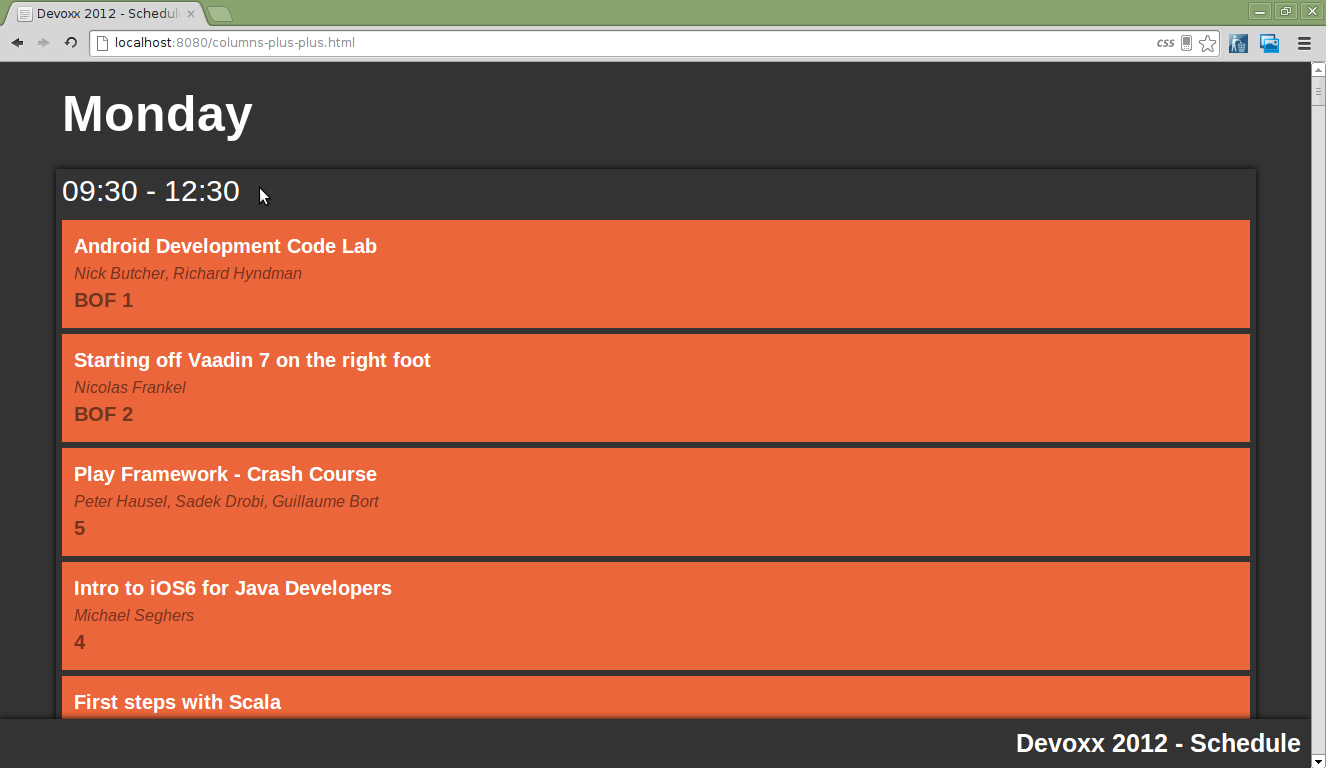 Devoxx 2012 - Schedul
localhost:8080/columns-plus-plus.html
css
Monday
09:30 - 12:30
Android Development Code Lab
Nick Butcher, Richard Hyndman
BOF 1
Starting off Vaadin 7 on the right foot
Nicolas Frankel
BOF 2
Play Framework - Crash Course
Peter Hausel, Sadek Drobi, Guillaume Bort
5
Intro to iOS6 for Java Developers
Michael Seghers
4
First steps with Scala
Devoxx 2012 - Schedule